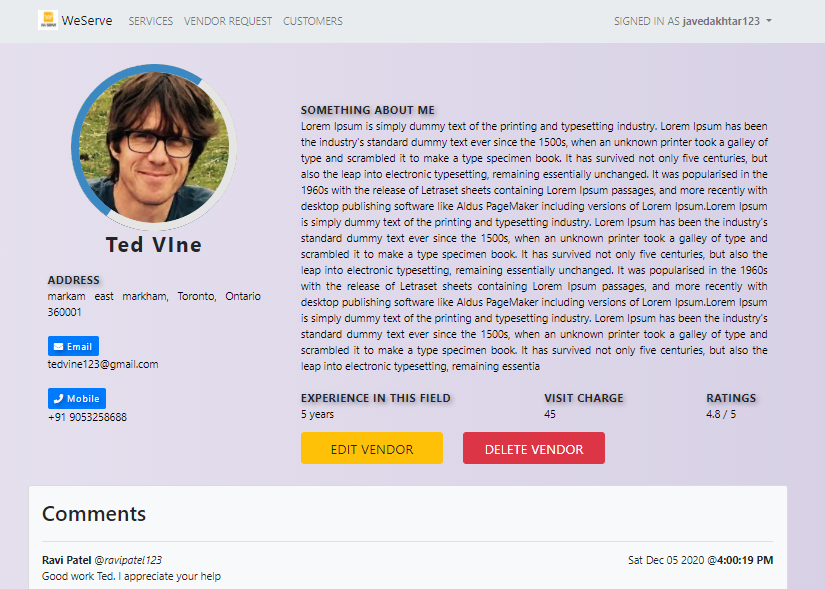 WeServe SERVICES VENDOR REQUEST CUSTOMERS SIGNED IN AS javedakhtar123
Ted VIne
ADDRESS
markam east markham, Toronto, Ontario
360001
Email
tedvine123@gmail.com
Mobile
+91 9053258688
SOMETHING ABOUT ME
Lorem Ipsum is simply dummy text of the printing and typesetting industry. Lorem Ipsum has been
the industry's standard dummy text ever since the 1500s, when an unknown printer took a galley of
type and scrambled it to make a type specimen book. It has survived not only five centuries, but
also the leap into electronic typesetting, remaining essentially unchanged. It was popularised in the
1960s with the release of Letraset sheets containing Lorem Ipsum passages, and more recently with
desktop publishing software like Aldus PageMaker including versions of Lorem Ipsum.Lorem Ipsum
is simply dummy text of the printing and typesetting industry. Lorem Ipsum has been the industry's
standard dummy text ever since the 1500s, when an unknown printer took a galley of type and
scrambled it to make a type specimen book. It has survived not only five centuries, but also the
leap into electronic typesetting, remaining essentially unchanged. It was popularised in the 1960s
with the release of Letraset sheets containing Lorem Ipsum passages, and more recently with
desktop publishing software like Aldus PageMaker including versions of Lorem Ipsum.Lorem Ipsum
is simply dummy text of the printing and typesetting industry. Lorem Ipsum has been the industry's
standard dummy text ever since the 1500s, when an unknown printer took a galley of type and
scrambled it to make a type specimen book. It has survived not only five centuries, but also the
leap into electronic typesetting, remaining essentia
EXPERIENCE IN THIS FIELD VISIT CHARGE RATINGS
5 years 45 4.8 / 5
EDIT VENDOR DELETE VENDOR
Comments
Ravi Patel @ravipatel123 Sat Dec 05 2020 @4:00:19 PM
Good work Ted. I appreciate your help